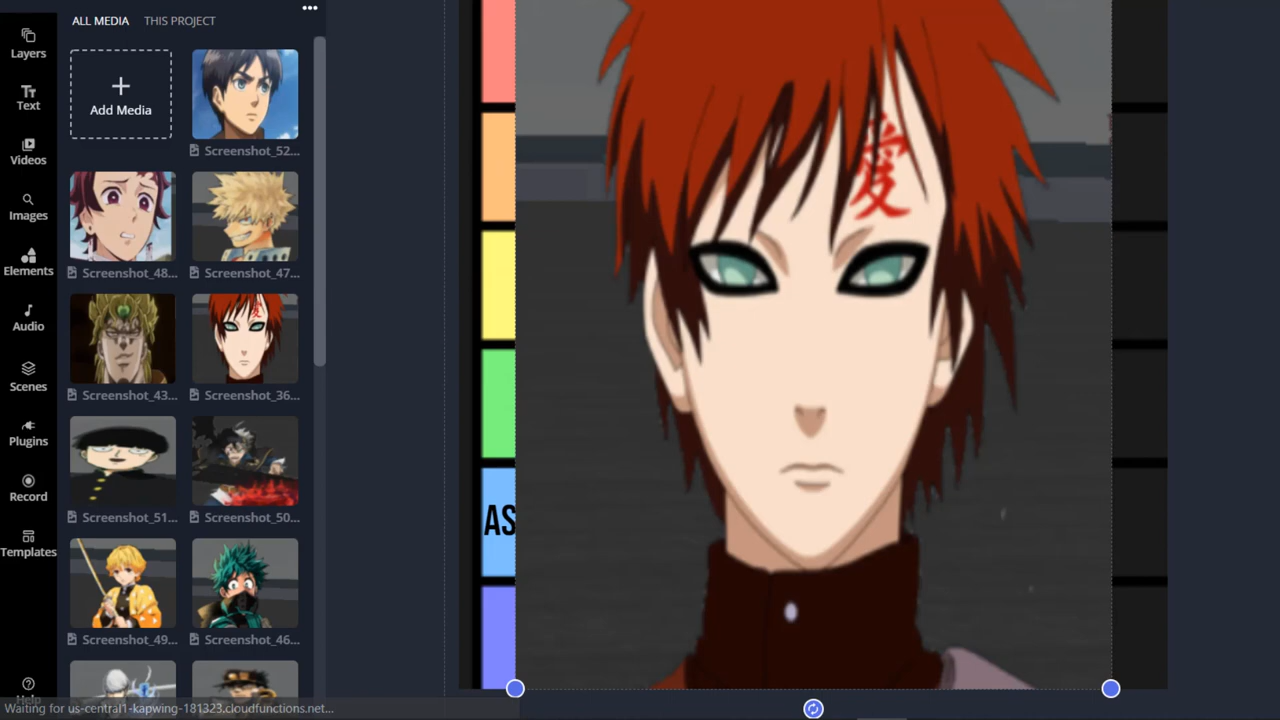 ALL MEDIA
THIS PROJECT
Layers
Text
Videos
Images
Elements
Audio
Scenes
Plugins
Record
Templates
Help
Add Media
Screenshot_52...
Screenshot_48...
Screenshot_47...
Screenshot_43...
Screenshot_36...
Screenshot_51...
Screenshot_50...
Screenshot_49...
Screenshot_46...
愛
AS
Waiting for us-central1-kapwing-181323.cloudfunctions.net...